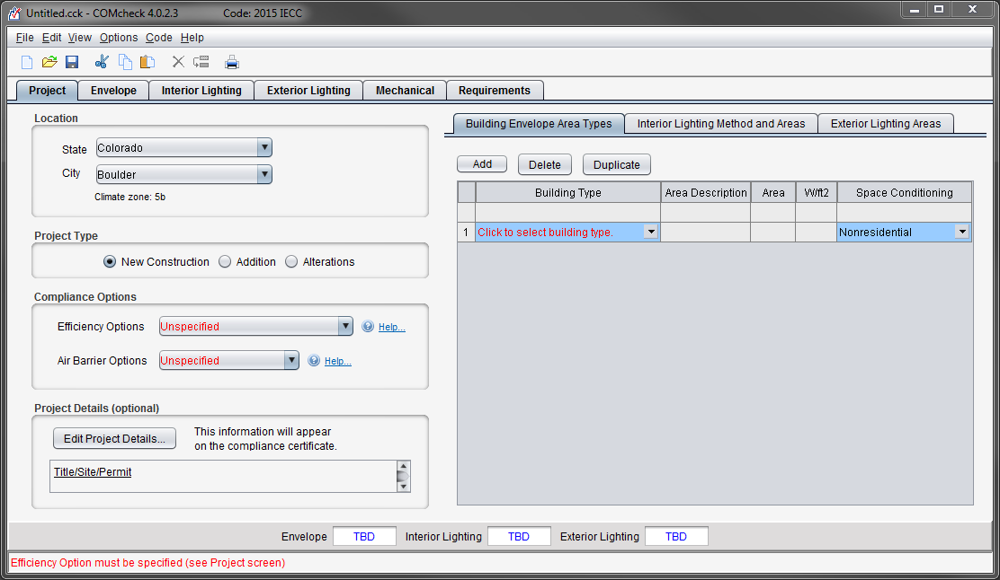 Untitled.cck - COMcheck 4.0.2.3 Code: 2015 IECC
File Edit View Options Code Help
Project Envelope Interior Lighting Exterior Lighting Mechanical Requirements
Location
State Colorado
City Boulder
Climate zone: 5b
Project Type
New Construction Addition Alterations
Compliance Options
Efficiency Options Unspecified Help...
Air Barrier Options Unspecified Help...
Project Details (optional)
Edit Project Details...
This information will appear
on the compliance certificate.
Title/Site/Permit
Building Envelope Area Types Interior Lighting Method and Areas Exterior Lighting Areas
Add Delete Duplicate
Building Type Area Description Area W/ft2 Space Conditioning
1 Click to select building type. Nonresidential
Envelope TBD Interior Lighting TBD Exterior Lighting TBD
Efficiency Option must be specified (see Project screen)